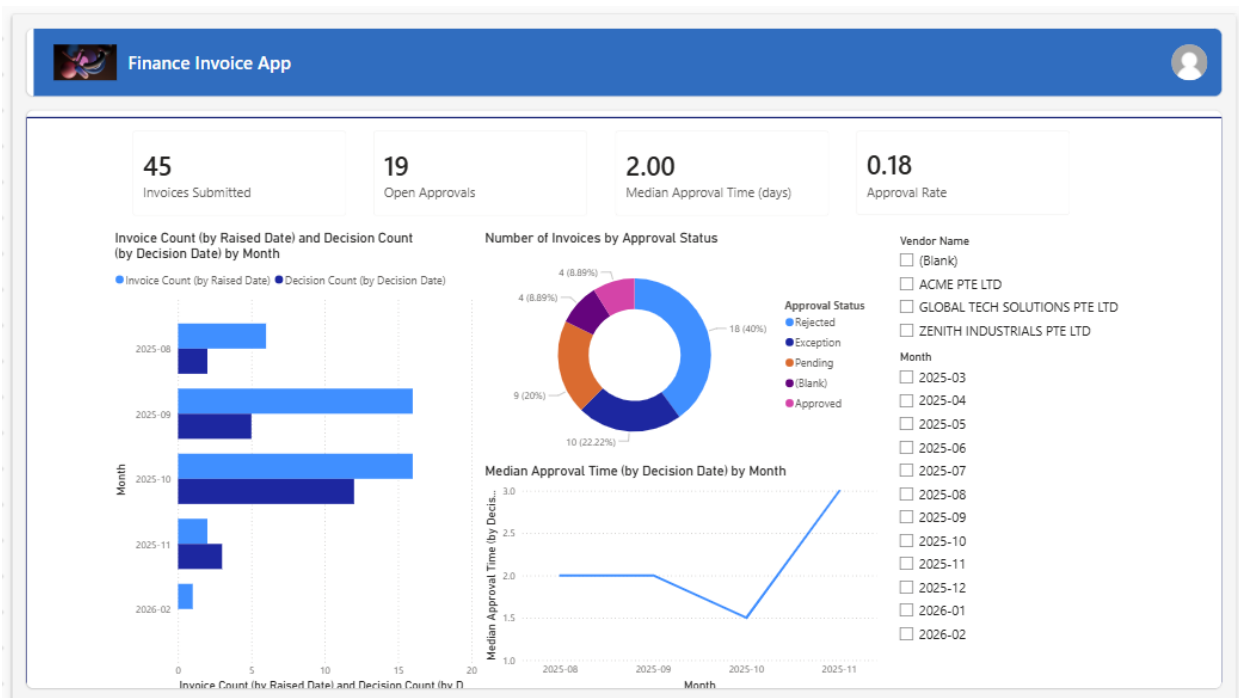 Finance Invoice App
45
Invoices Submitted
19
Open Approvals
2.00
Median Approval Time (days)
0.18
Approval Rate
Invoice Count (by Raised Date) and Decision Count
(by Decision Date) by Month
Invoice Count (by Raised Date) Decision Count (by Decision Date)
Month
2025-08
2025-09
2025-10
2025-11
2026-02
0 5 10 15 20
Invoice Count (by Raised Date) and Decision Count (by D...
Number of Invoices by Approval Status
4 (8.89%)
4 (8.89%)
18 (40%)
9 (20%)
10 (22.22%)
Approval Status
Rejected
Exception
Pending
(Blank)
Approved
Median Approval Time (by Decision Date) by Month
Median Approval Time (by Decis...
3.0
2.5
2.0
1.5
1.0
2025-08 2025-09 2025-10 2025-11
Month
Vendor Name
(Blank)
ACME PTE LTD
GLOBAL TECH SOLUTIONS PTE LTD
ZENITH INDUSTRIALS PTE LTD
Month
2025-03
2025-04
2025-05
2025-06
2025-07
2025-08
2025-09
2025-10
2025-11
2025-12
2026-01
2026-02